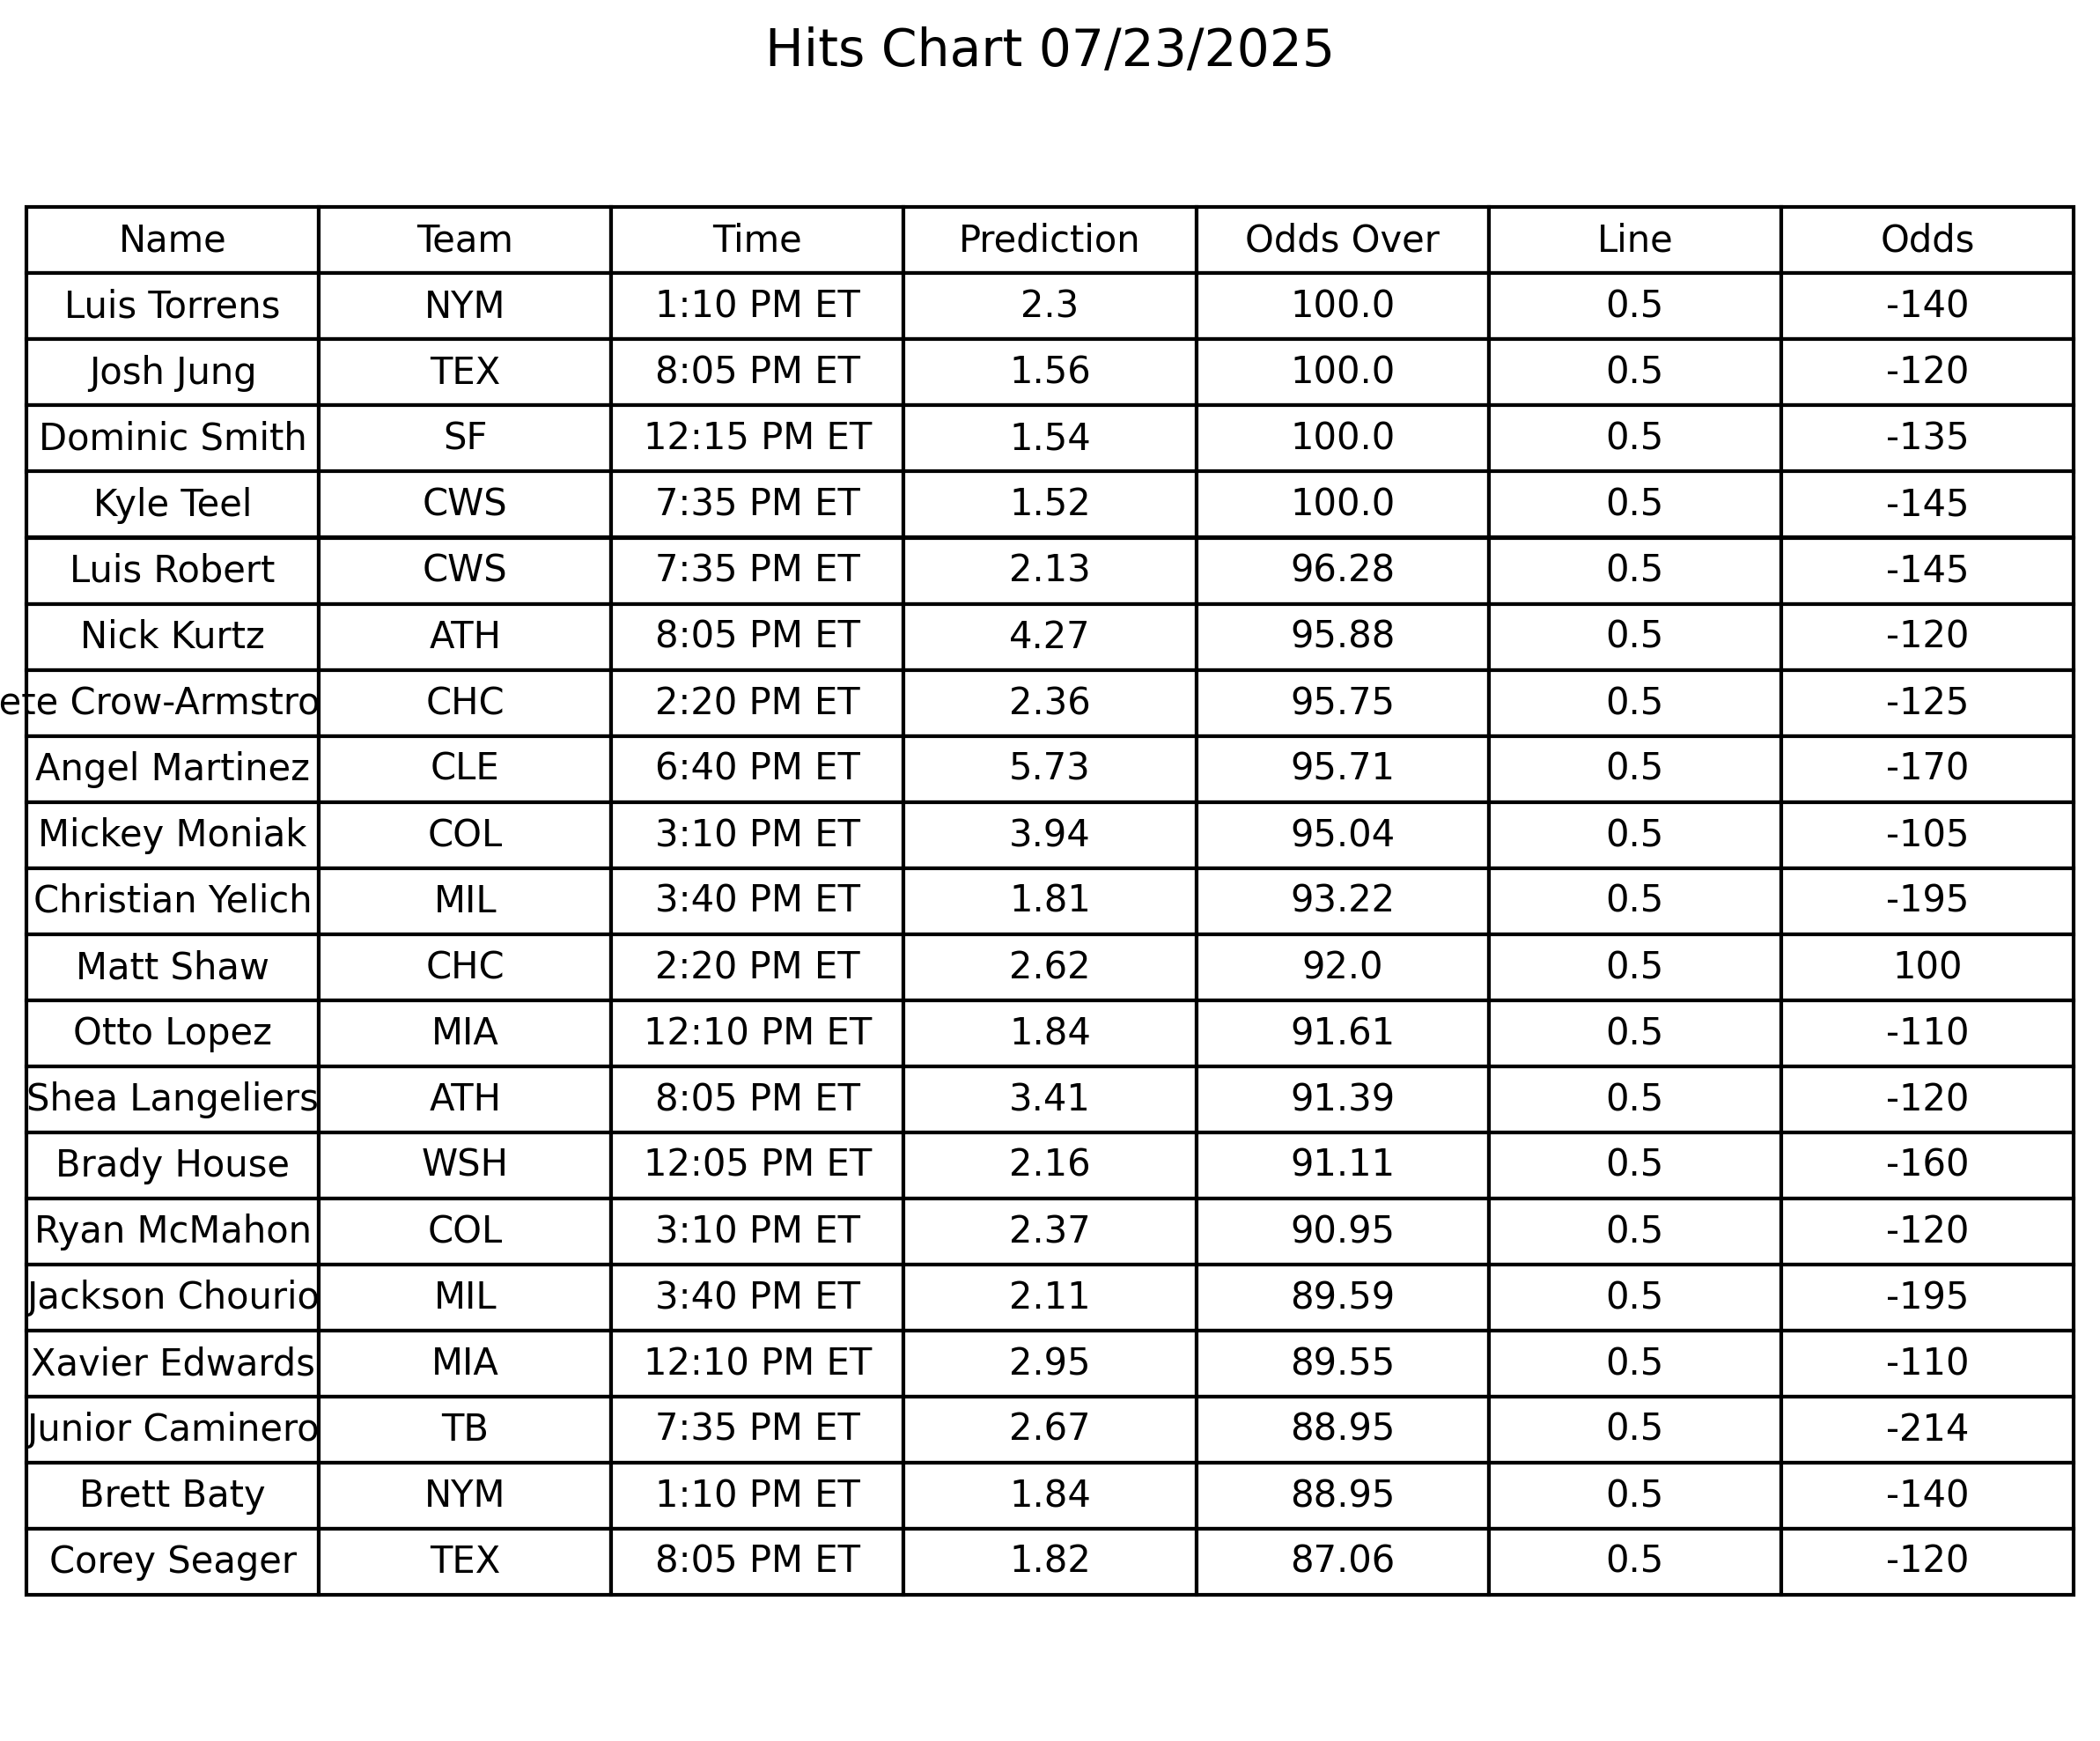 Hits Chart 07/23/2025
Name Team Time Prediction Odds Over Line Odds
Luis Torrens NYM 1:10 PM ET 2.3 100.0 0.5 -140
Josh Jung TEX 8:05 PM ET 1.56 100.0 0.5 -120
Dominic Smith SF 12:15 PM ET 1.54 100.0 0.5 -135
Kyle Teel CWS 7:35 PM ET 1.52 100.0 0.5 -145
Luis Robert CWS 7:35 PM ET 2.13 96.28 0.5 -145
Nick Kurtz ATH 8:05 PM ET 4.27 95.88 0.5 -120
ete Crow-Armstro CHC 2:20 PM ET 2.36 95.75 0.5 -125
Angel Martinez CLE 6:40 PM ET 5.73 95.71 0.5 -170
Mickey Moniak COL 3:10 PM ET 3.94 95.04 0.5 -105
Christian Yelich MIL 3:40 PM ET 1.81 93.22 0.5 -195
Matt Shaw CHC 2:20 PM ET 2.62 92.0 0.5 100
Otto Lopez MIA 12:10 PM ET 1.84 91.61 0.5 -110
Shea Langeliers ATH 8:05 PM ET 3.41 91.39 0.5 -120
Brady House WSH 12:05 PM ET 2.16 91.11 0.5 -160
Ryan McMahon COL 3:10 PM ET 2.37 90.95 0.5 -120
Jackson Chourio MIL 3:40 PM ET 2.11 89.59 0.5 -195
Xavier Edwards MIA 12:10 PM ET 2.95 89.55 0.5 -110
Junior Caminero TB 7:35 PM ET 2.67 88.95 0.5 -214
Brett Baty NYM 1:10 PM ET 1.84 88.95 0.5 -140
Corey Seager TEX 8:05 PM ET 1.82 87.06 0.5 -120